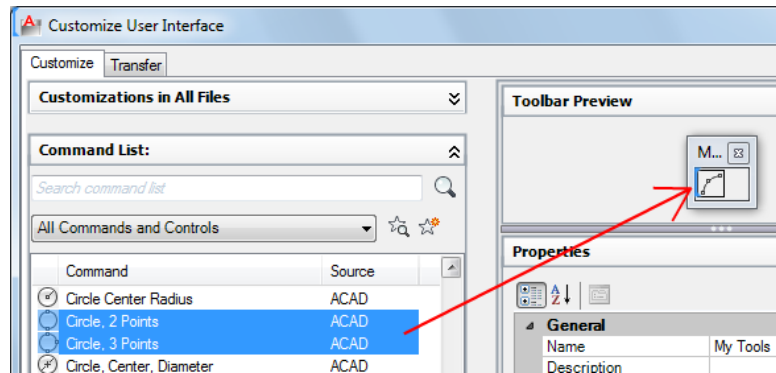 Customize User Interface
Customize Transfer
Customizations in All Files
Toolbar Preview
Command List:
M...
Search command list
All Commands and Controls
Properties
Command Source
Circle Center Radius ACAD
Circle, 2 Points ACAD
General
Circle, 3 Points ACAD
Name My Tools
Circle, Center, Diameter ACAD
Description